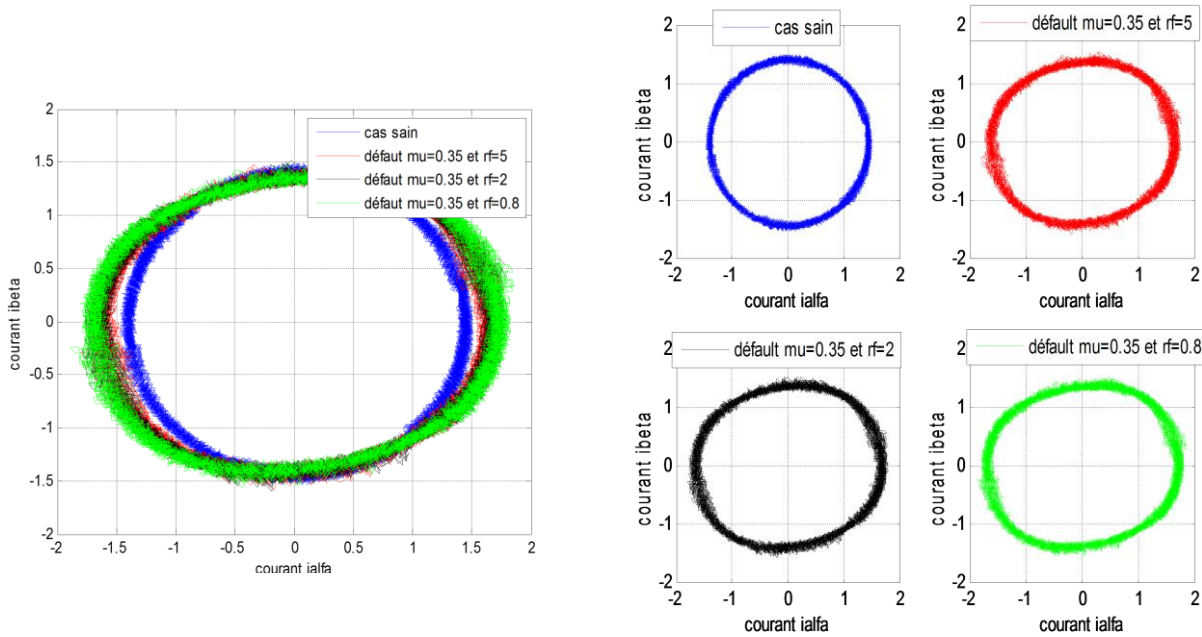 2
1.5
1
0.5
0
-0.5
-1
-1.5
-2
-2 -1.5 -1 -0.5 0 0.5 1 1.5 2
courant ibeta
courant ialfa
cas sain
défaut mu=0.35 et rf=5
défaut mu=0.35 et rf=2
défaut mu=0.35 et rf=0.8
cas sain
2
1
0
-1
-2
-2 -1 0 1 2
courant ibeta
courant ialfa
défault mu=0.35 et rf=5
2
1
0
-1
-2
-2 -1 0 1 2
courant ibeta
courant ialfa
défault mu=0.35 et rf=2
2
1
0
-1
-2
-2 -1 0 1 2
courant ibeta
courant ialfa
défault mu=0.35 et rf=0.8
2
1
0
-1
-2
-2 -1 0 1 2
courant ibeta
courant ialfa